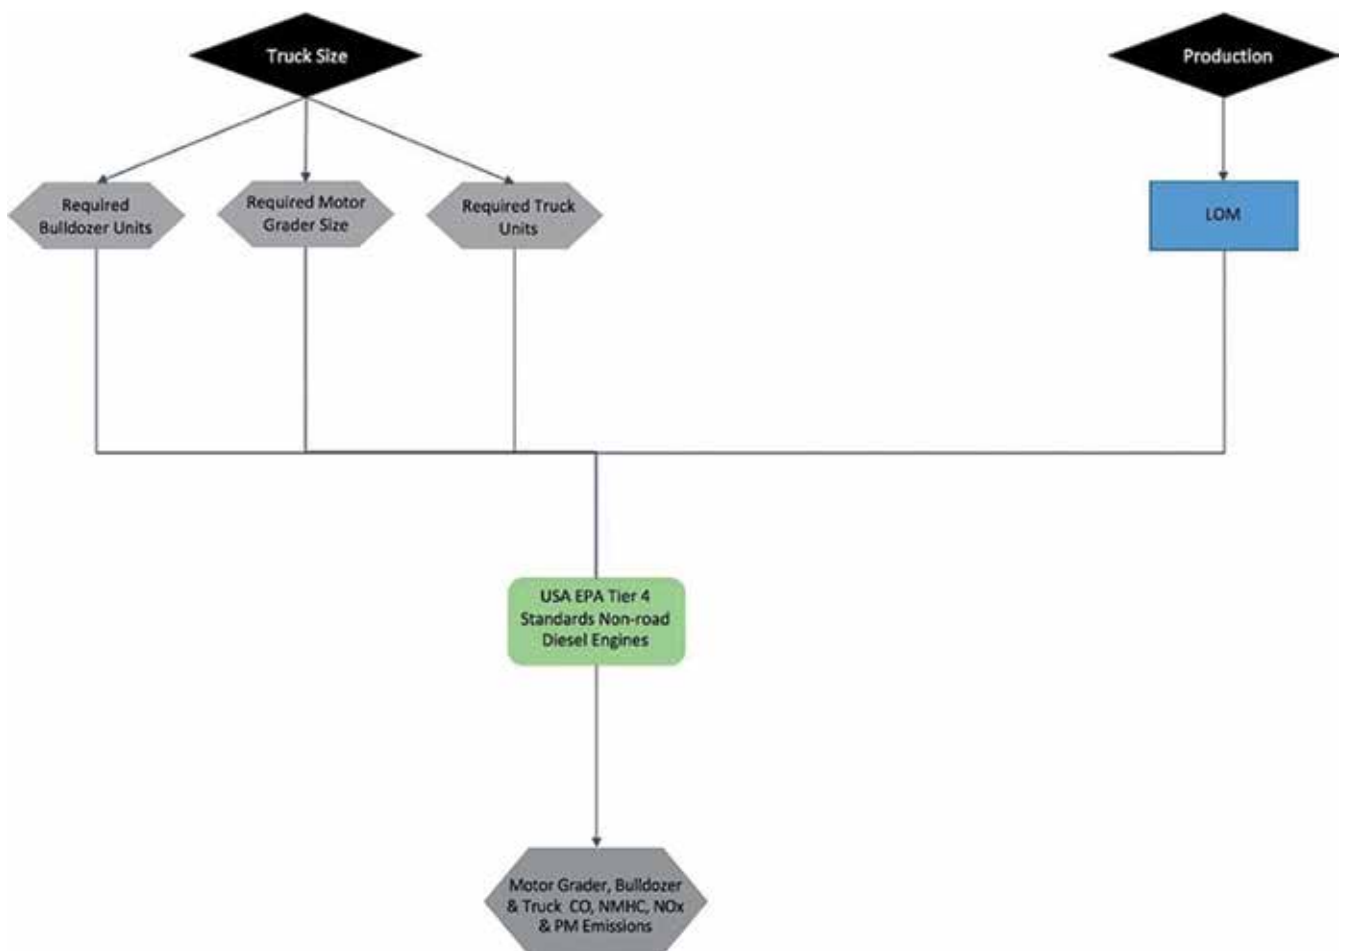 Truck Size
Production
Required
Bulldozer Units
Required Motor
Grader Size
Required Truck
Units
LOM
USA EPA Tier 4
Standards Non-road
Diesel Engines
Motor Grader, Bulldozer
& Truck CO, NMHC, NOx
& PM Emissions